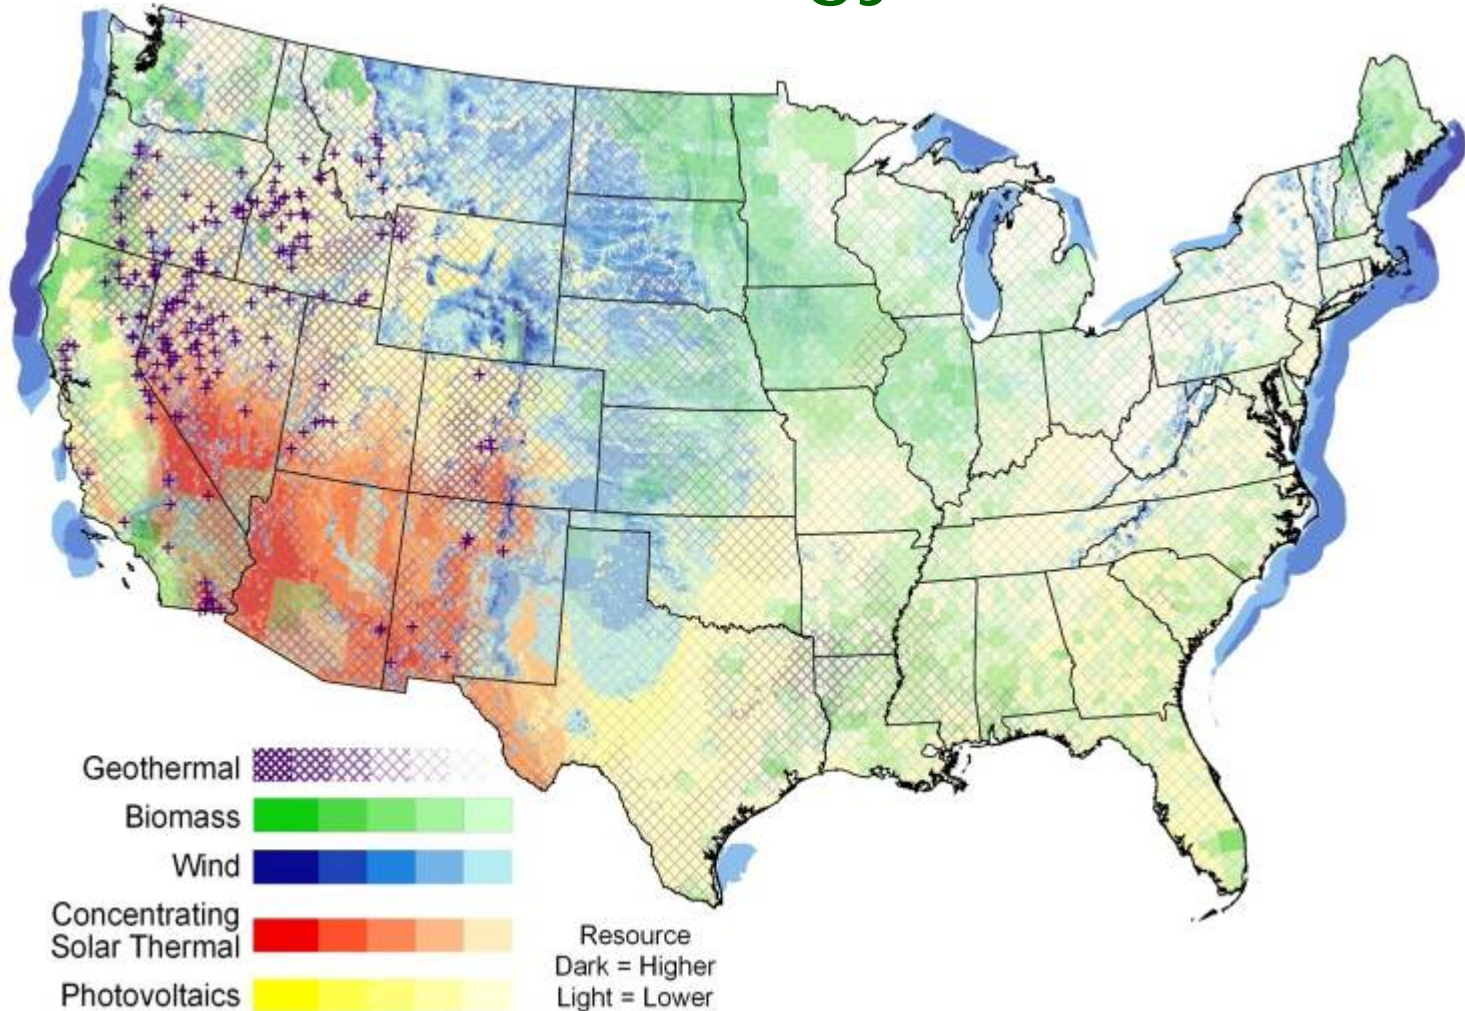 Geothermal
Biomass
Wind
Concentrating
Solar Thermal
Photovoltaics
Resource
Dark = Higher
Light = Lower